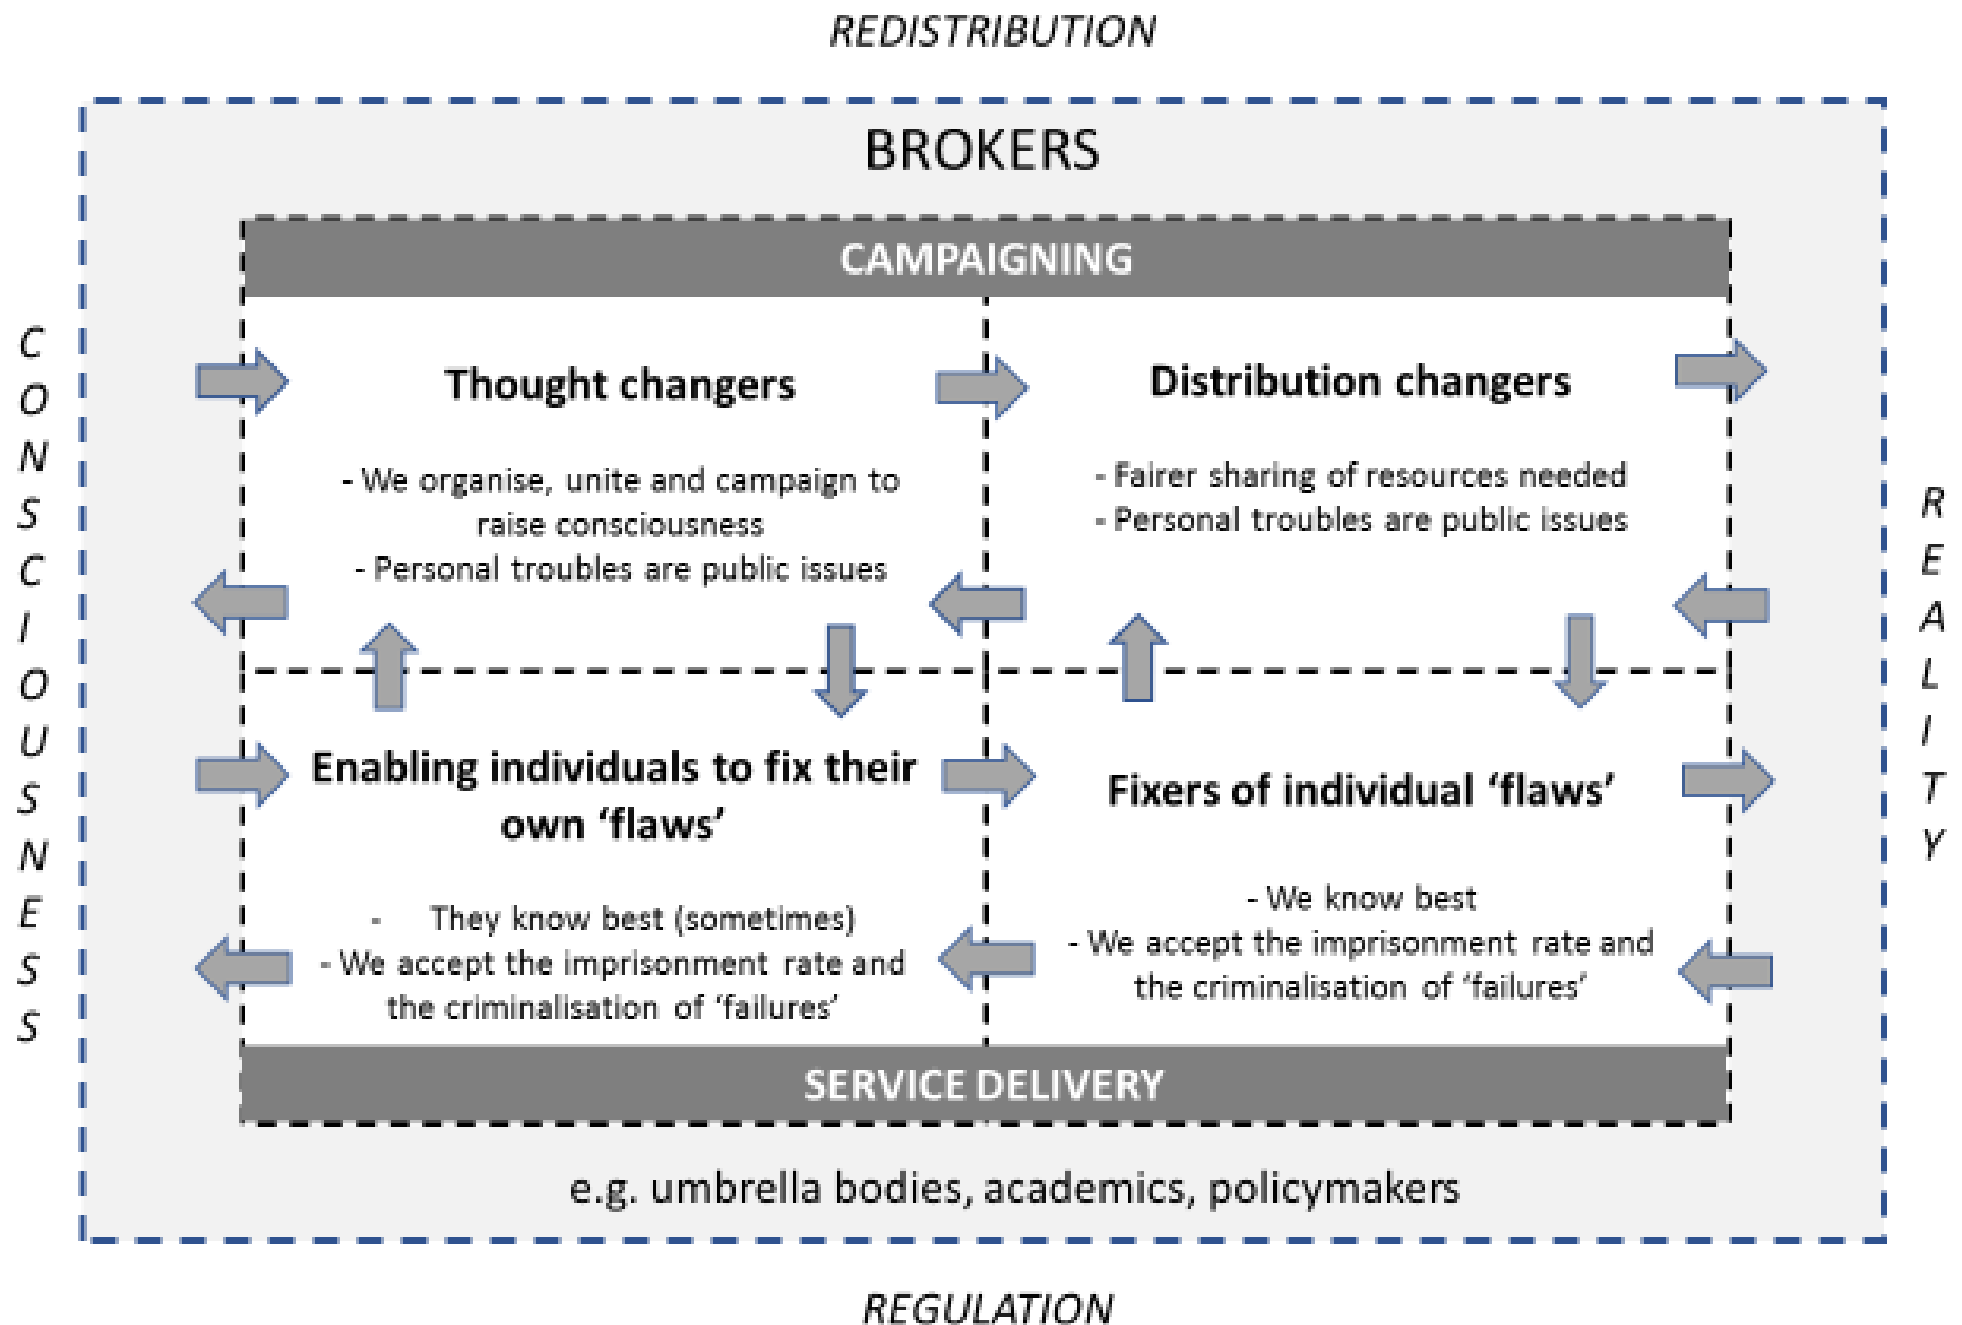 REDISTRIBUTION
BROKERS
CAMPAIGNING
CONSCIOUSNESS
Thought changers
- We organise, unite and campaign to
raise consciousness
- Personal troubles are public issues
Distribution changers
- Fairer sharing of resources needed
- Personal troubles are public issues
REALITY
Enabling individuals to fix their
own ‘flaws’
- They know best (sometimes)
- We accept the imprisonment rate and
the criminalisation of ‘failures’
Fixers of individual ‘flaws’
- We know best
- We accept the imprisonment rate and
the criminalisation of ‘failures’
SERVICE DELIVERY
e.g. umbrella bodies, academics, policymakers
REGULATION